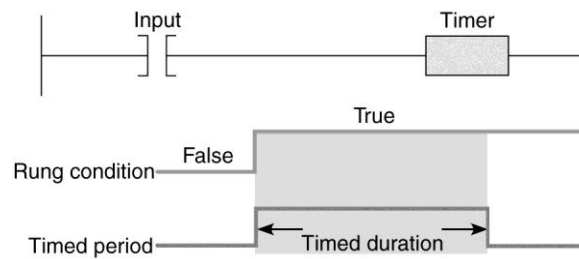 Input
Timer
True
False
Rung condition
Timed period
Timed duration